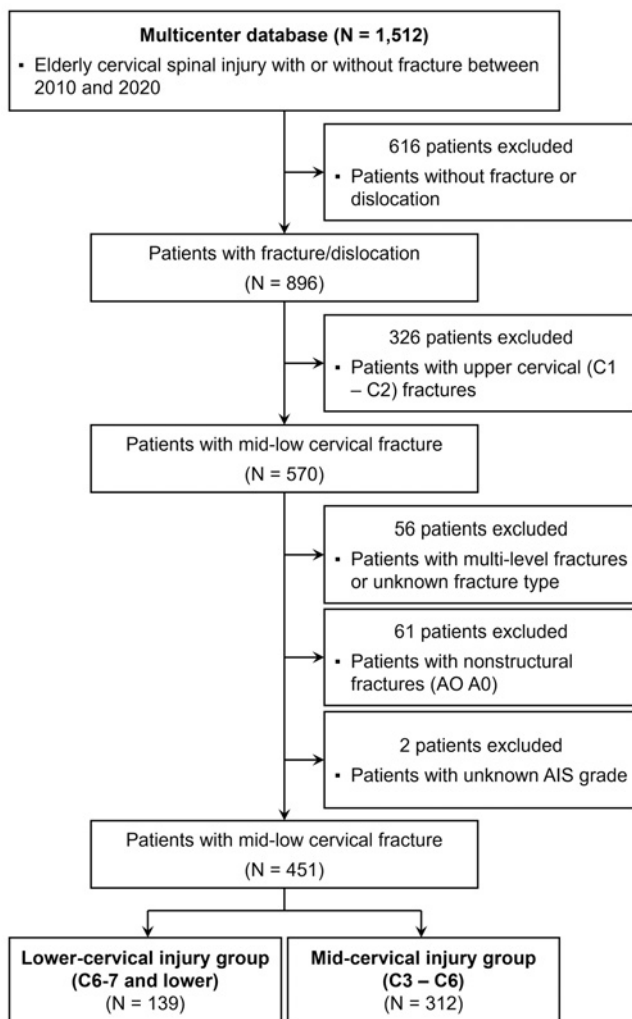 Multicenter database (N = 1,512)
▪ Elderly cervical spinal injury with or without fracture between
2010 and 2020
616 patients excluded
▪ Patients without fracture or
dislocation
Patients with fracture/dislocation
(N = 896)
326 patients excluded
▪ Patients with upper cervical (C1
– C2) fractures
Patients with mid-low cervical fracture
(N = 570)
56 patients excluded
▪ Patients with multi-level fractures
or unknown fracture type
61 patients excluded
▪ Patients with nonstructural
fractures (AO A0)
2 patients excluded
▪ Patients with unknown AIS grade
Patients with mid-low cervical fracture
(N = 451)
Lower-cervical injury group
(C6-7 and lower)
(N = 139)
Mid-cervical injury group
(C3 – C6)
(N = 312)